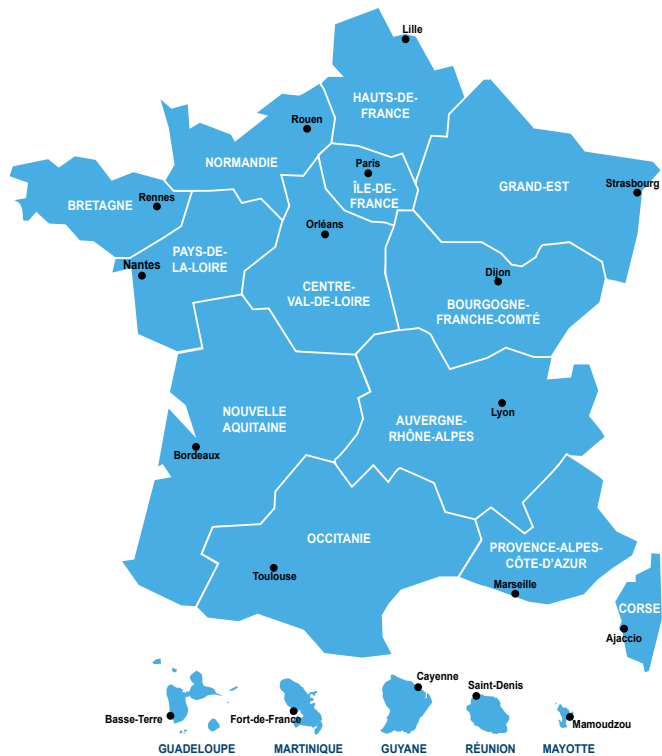 Lille
HAUTS-DE-
FRANCE
Rouen
NORMANDIE
Paris
ÎLE-DE-
FRANCE
GRAND-EST
Strasbourg
BRETAGNE
Rennes
Orléans
PAYS-DE-
LA-LOIRE
Nantes
CENTRE-
VAL-DE-LOIRE
Dijon
BOURGOGNE-
FRANCHE-COMTÉ
NOUVELLE
AQUITAINE
Bordeaux
AUVERGNE-
RHÔNE-ALPES
Lyon
OCCITANIE
Toulouse
PROVENCE-ALPES-
CÔTE-D'AZUR
Marseille
CORSE
Ajaccio
Basse-Terre
GUADELOUPE
Fort-de-France
MARTINIQUE
Cayenne
GUYANE
Saint-Denis
RÉUNION
Mamoudzou
MAYOTTE